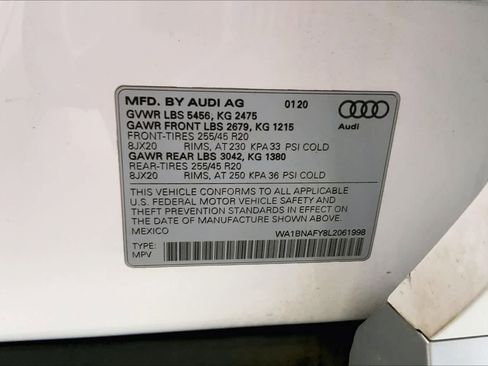 MFD. BY AUDI AG 01 20
GVWR LBS 5456, KG 2475
GAWR FRONT LBS 2679, KG 1215
FRONT-TIRES 255/45 R20
8JX20 RIMS, AT 230 KPA 33 PSI COLD
GAWR REAR LBS 3042, KG 1380
REAR-TIRES 255/45 R20
8JX20 RIMS, AT 250 KPA 36 PSI COLD
Audi
THIS VEHICLE CONFORMS TO ALL APPLICABLE
U.S. FEDERAL MOTOR VEHICLE SAFETY AND
THEFT PREVENTION STANDARDS IN EFFECT ON
THE DATE OF MANUFACTURE SHOWN ABOVE.
MEXICO WA1BNAFY8L2061998
TYPE:
MPV